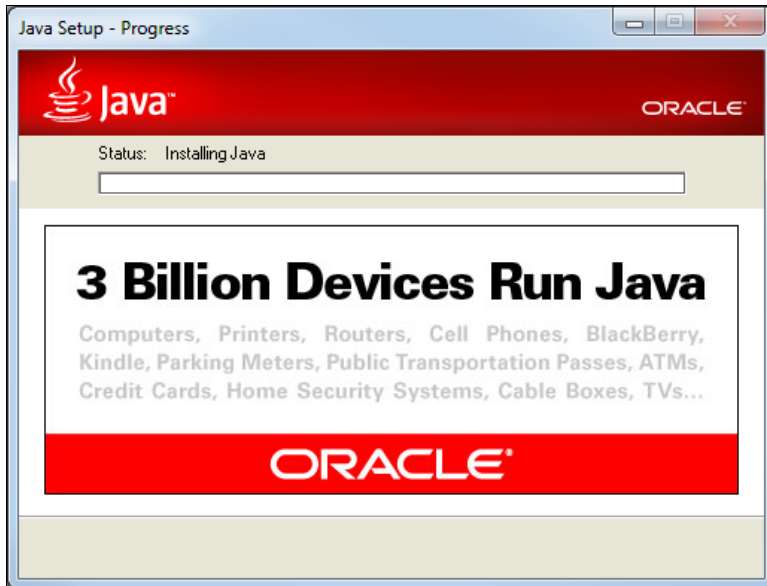 Java Setup - Progress
Java™
ORACLE®
Status: Installing Java
3 Billion Devices Run Java
Computers, Printers, Routers, Cell Phones, BlackBerry,
Kindle, Parking Meters, Public Transportation Passes, ATMs,
Credit Cards, Home Security Systems, Cable Boxes, TVs...
ORACLE®